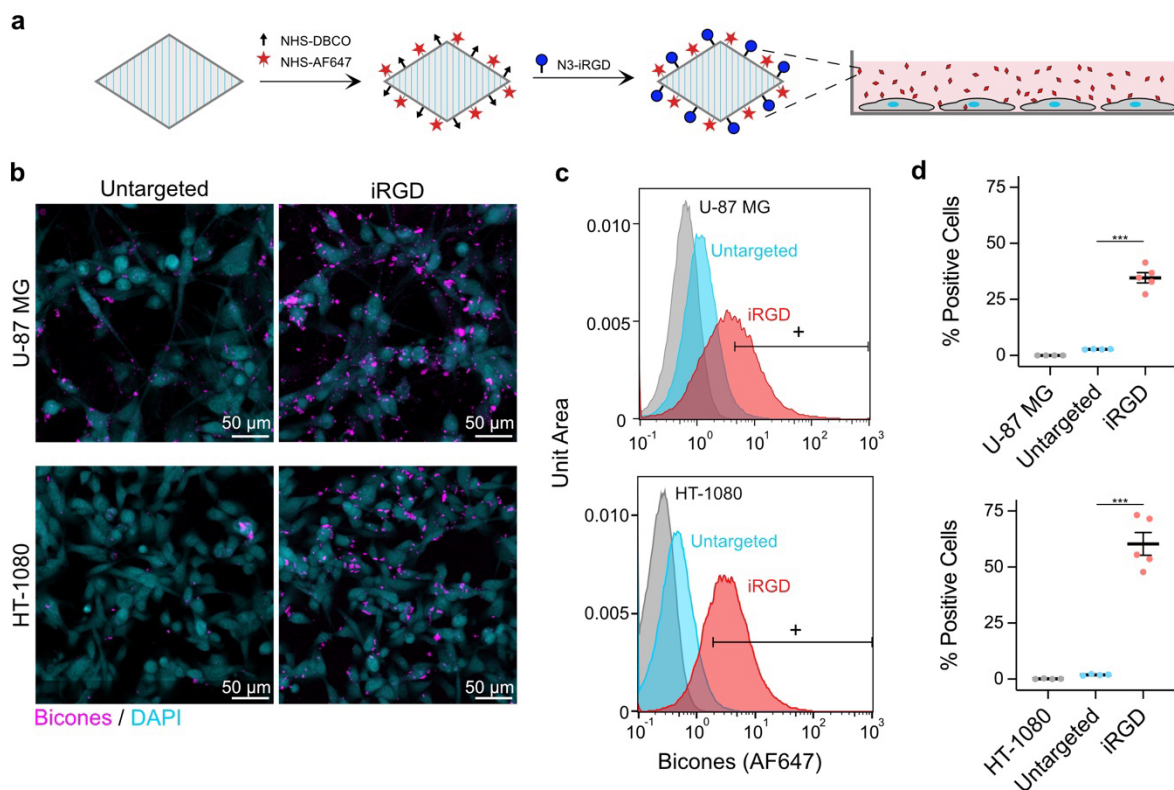 a
NHS-DBCO
NHS-AF647
N3-iRGD
b
Untargeted
iRGD
U-87 MG
50 µm
50 µm
HT-1080
50 µm
50 µm
Bicones / DAPI
c
Unit Area
0.010
0.005
0
U-87 MG
Untargeted
iRGD
+
10⁻¹
10⁰
10¹
10²
10³
0.010
0.005
0
HT-1080
Untargeted
iRGD
+
10⁻¹
10⁰
10¹
10²
10³
Bicones (AF647)
d
% Positive Cells
75
50
25
0
***
U-87 MG
Untargeted
iRGD
% Positive Cells
75
50
25
0
***
HT-1080
Untargeted
iRGD